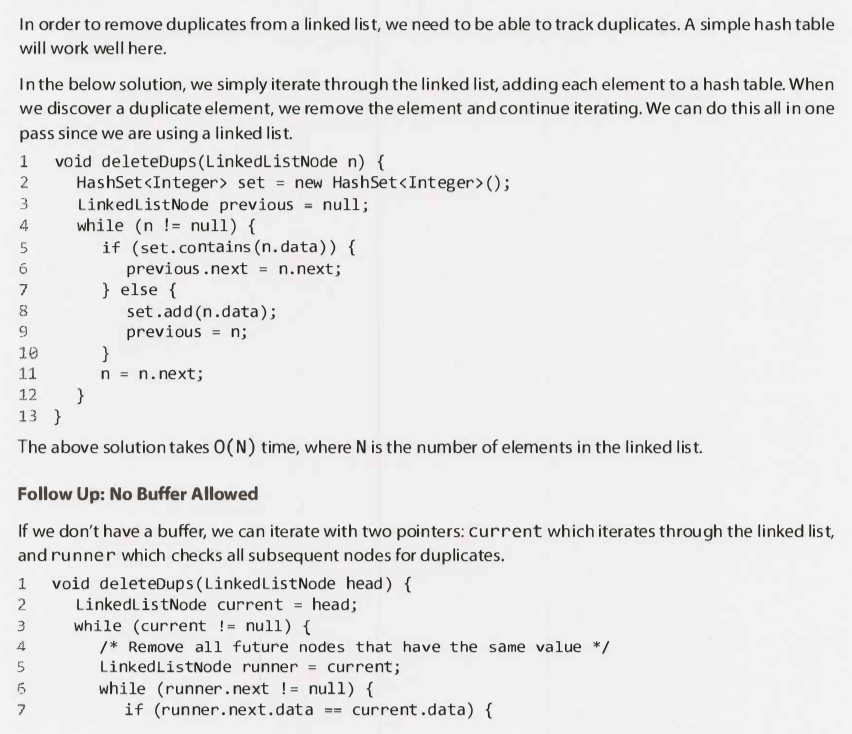 In order to remove duplicates from a linked list, we need to be able to track duplicates. A simple hash table
will work well here.
In the below solution, we simply iterate through the linked list, adding each element to a hash table. When
we discover a duplicate element, we remove the element and continue iterating. We can do this all in one
pass since we are using a linked list.
1 void deleteDups(LinkedListNode n) {
2 HashSet<Integer> set = new HashSet<Integer>();
3 LinkedListNode previous = null;
4 while (n != null) {
5 if (set.contains(n.data)) {
6 previous.next = n.next;
7 } else {
8 set.add(n.data);
9 previous = n;
10 }
11 n = n.next;
12 }
13 }
The above solution takes O(N) time, where N is the number of elements in the linked list.
Follow Up: No Buffer Allowed
If we don't have a buffer, we can iterate with two pointers: current which iterates through the linked list,
and runner which checks all subsequent nodes for duplicates.
1 void deleteDups(LinkedListNode head) {
2 LinkedListNode current = head;
3 while (current != null) {
4 /* Remove all future nodes that have the same value */
5 LinkedListNode runner = current;
6 while (runner.next != null) {
7 if (runner.next.data == current.data) {